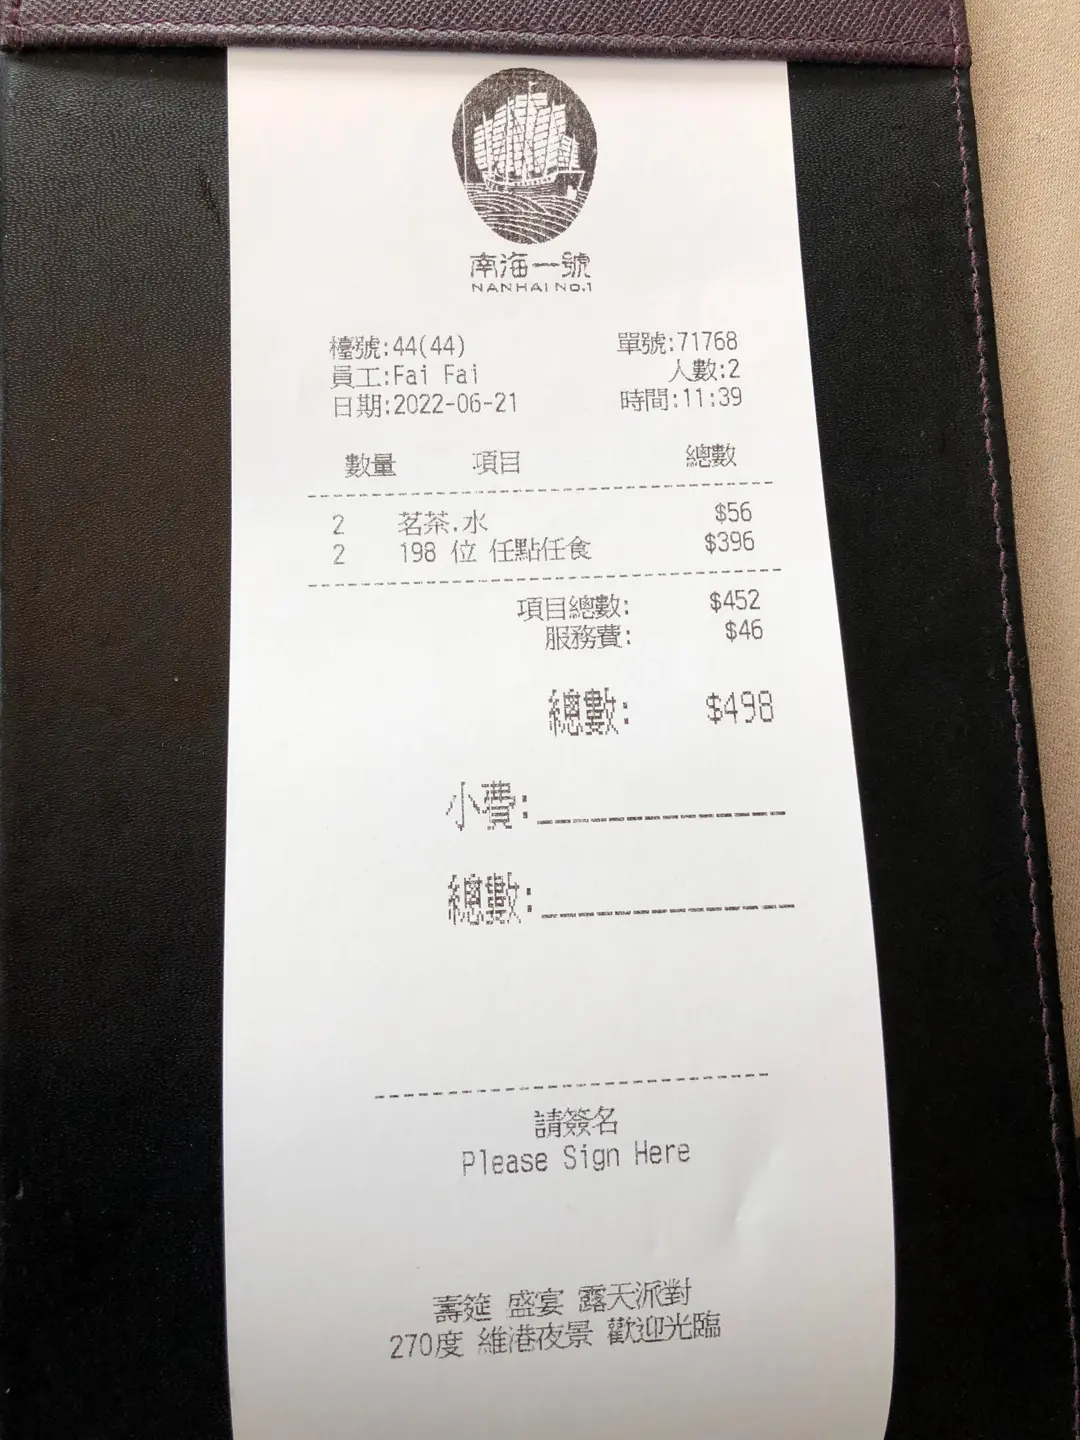 南海一號
NANHAI No.1
檯號:44(44) 單號:71768
員工:Fai Fai 人數:2
日期:2022-06-21 時間:11:39
數量 項目 總數
2 茗茶.水 $56
2 198 位 任點任食 $396
項目總數: $452
服務費: $46
總數: $498
小費:
總數:
請簽名
Please Sign Here
壽筵 盛宴 露天派對
270度 維港夜景 歡迎光臨